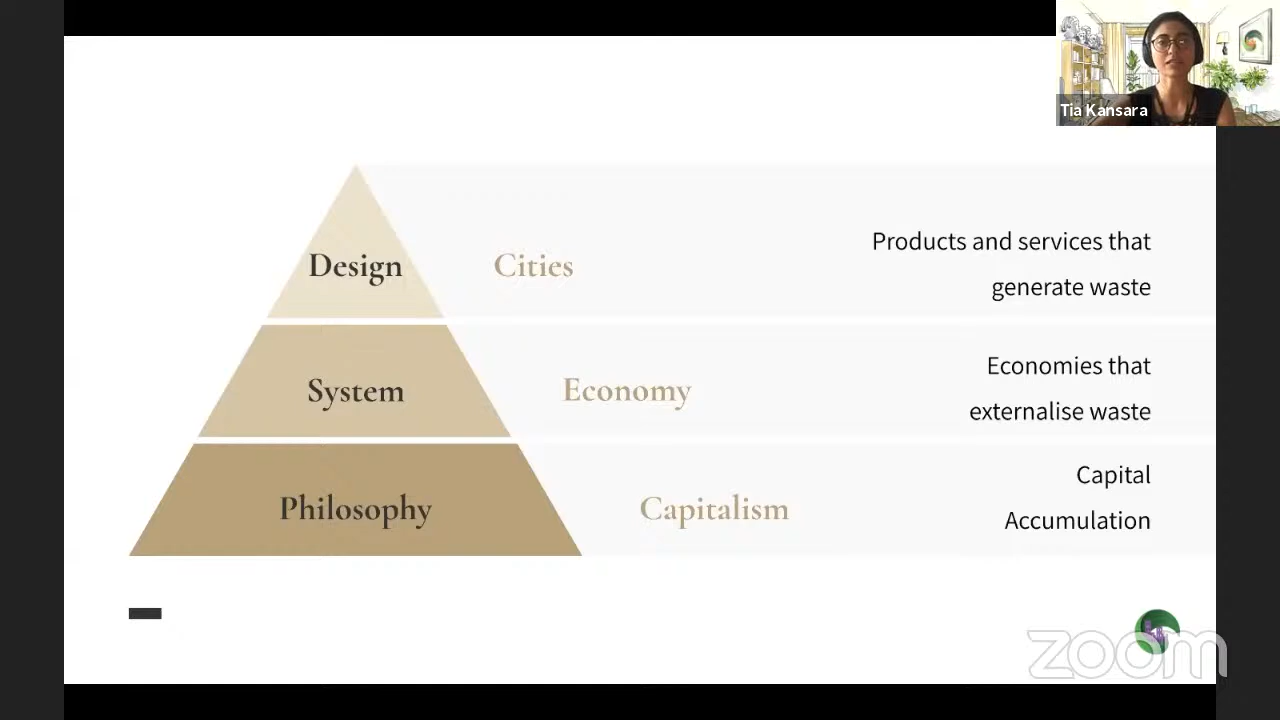 Tia Kansara
Design
Cities
Products and services that
generate waste
System
Economy
Economies that
externalise waste
Philosophy
Capitalism
Capital
Accumulation
zoom